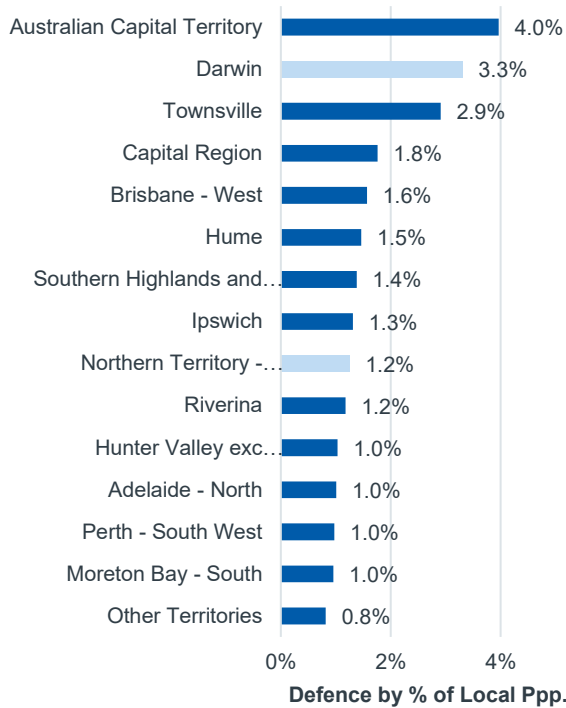 Australian Capital Territory 4.0%
Darwin 3.3%
Townsville 2.9%
Capital Region 1.8%
Brisbane - West 1.6%
Hume 1.5%
Southern Highlands and… 1.4%
Ipswich 1.3%
Northern Territory -… 1.2%
Riverina 1.2%
Hunter Valley exc… 1.0%
Adelaide - North 1.0%
Perth - South West 1.0%
Moreton Bay - South 1.0%
Other Territories 0.8%
0% 2% 4%
Defence by % of Local Ppp.